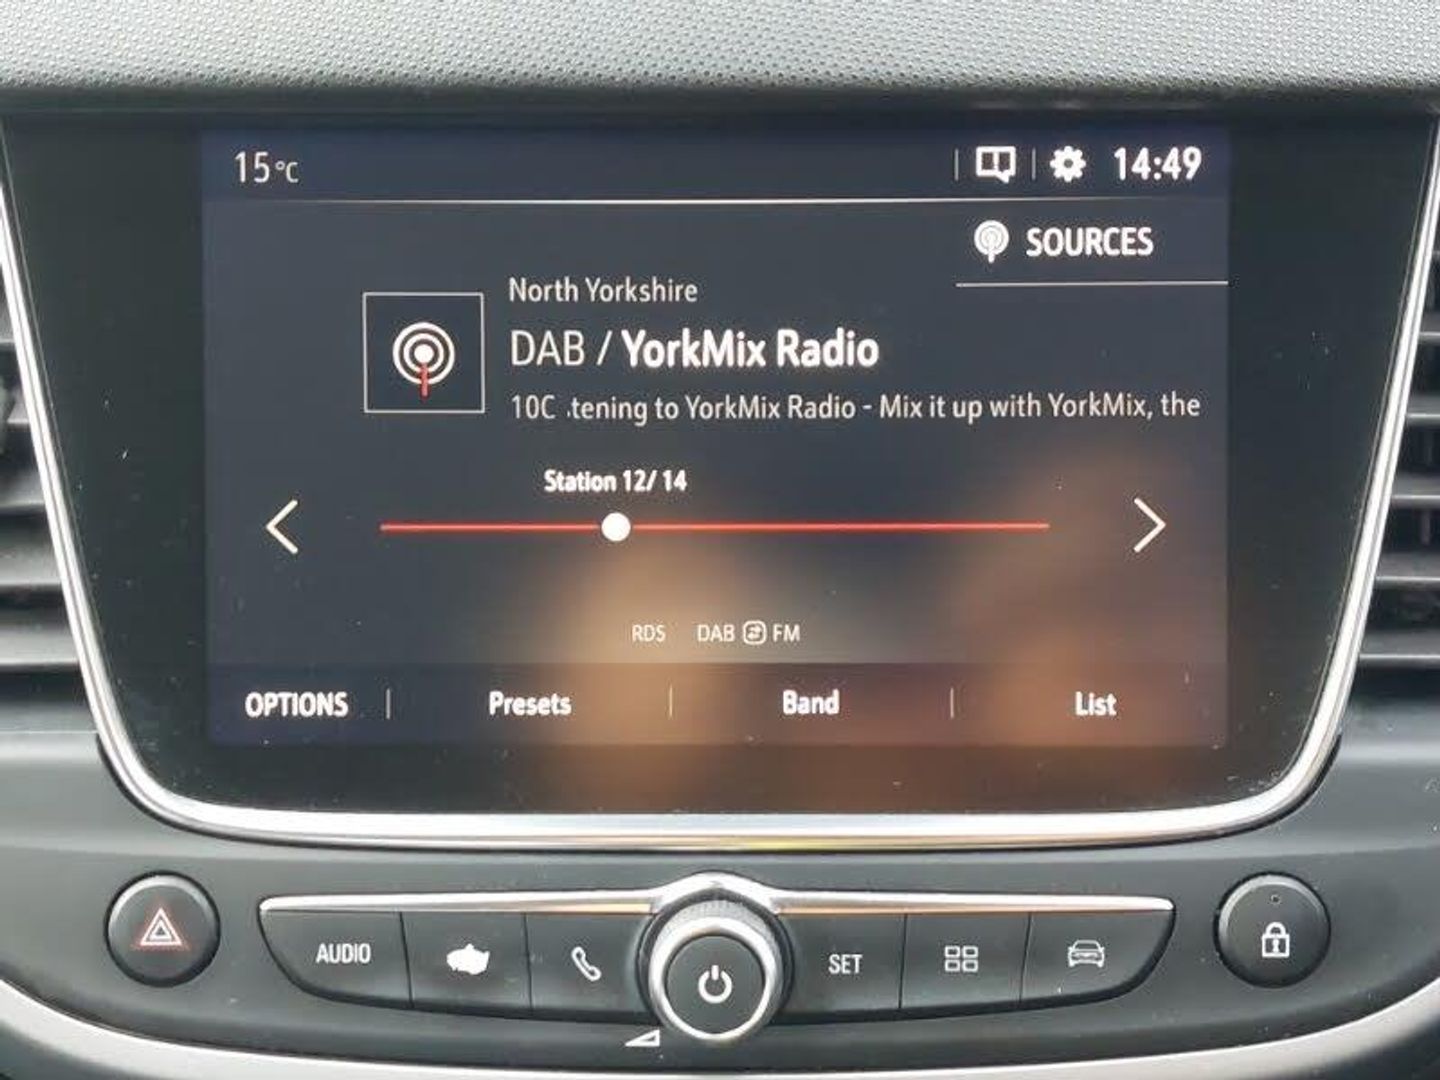 15°C 14:49
SOURCES
North Yorkshire
DAB / YorkMix Radio
10C .tening to YorkMix Radio - Mix it up with YorkMix, the
Station 12/ 14
RDS DAB FM
OPTIONS Presets Band List
AUDIO SET